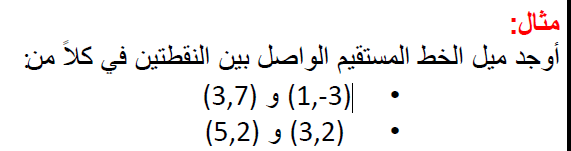 مثال:
أوجد ميل الخط المستقيم الواصل بين النقطتين في كلاً من:
• (1,-3) و (3,7)
• (3,2) و (5,2)